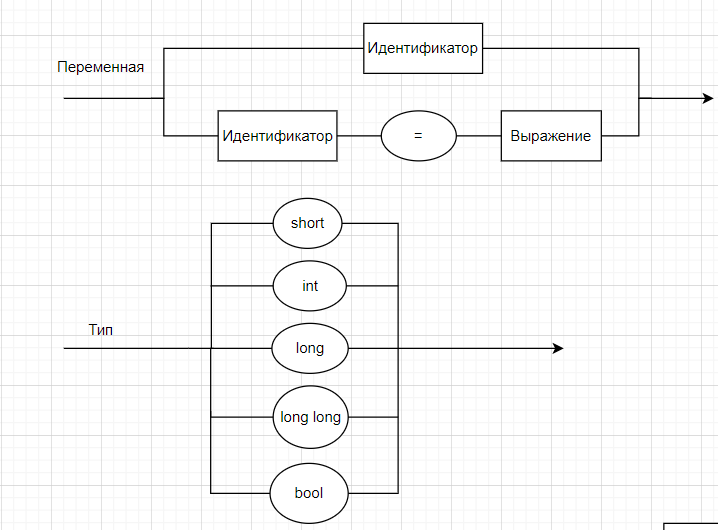 Идентификатор
Переменная
Идентификатор
=
Выражение
short
int
Тип
long
long long
bool